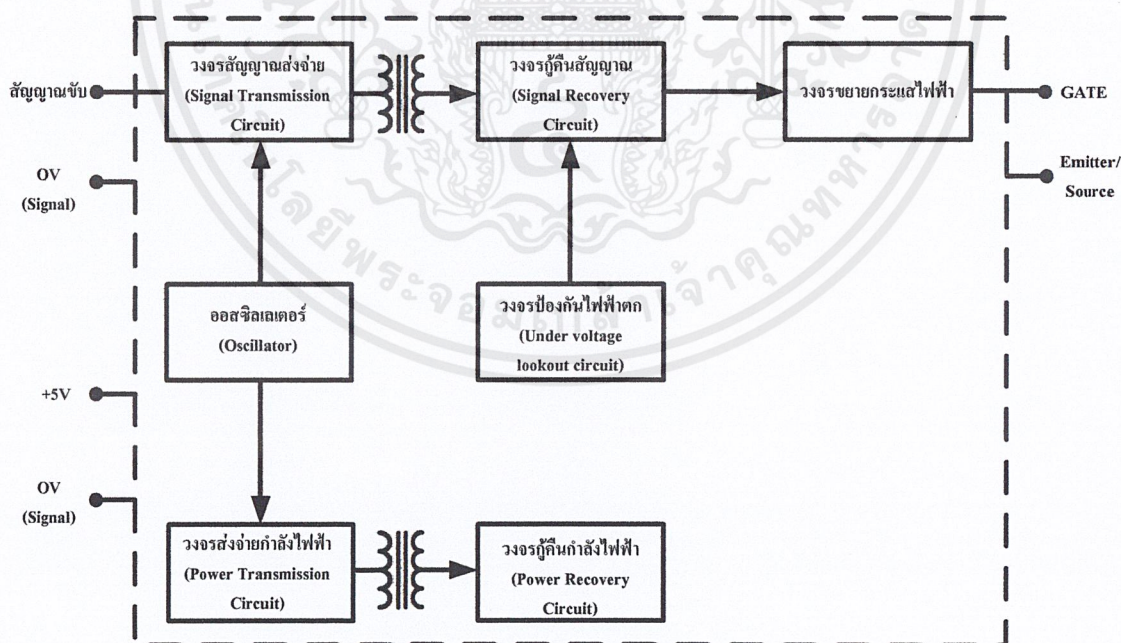 วงจรสัญญาณส่งจ่าย
(Signal Transmission
Circuit)
วงจรกู้คืนสัญญาณ
(Signal Recovery
Circuit)
วงจรขยายกระแสไฟฟ้า
สัญญาณขับ
GATE
OV
(Signal)
Emitter/
Source
ออสซิลเลเตอร์
(Oscillator)
วงจรป้องกันไฟฟ้าตก
(Under voltage
lookout circuit)
+5V
OV
(Signal)
วงจรส่งจ่ายกำลังไฟฟ้า
(Power Transmission
Circuit)
วงจรกู้คืนกำลังไฟฟ้า
(Power Recovery
Circuit)